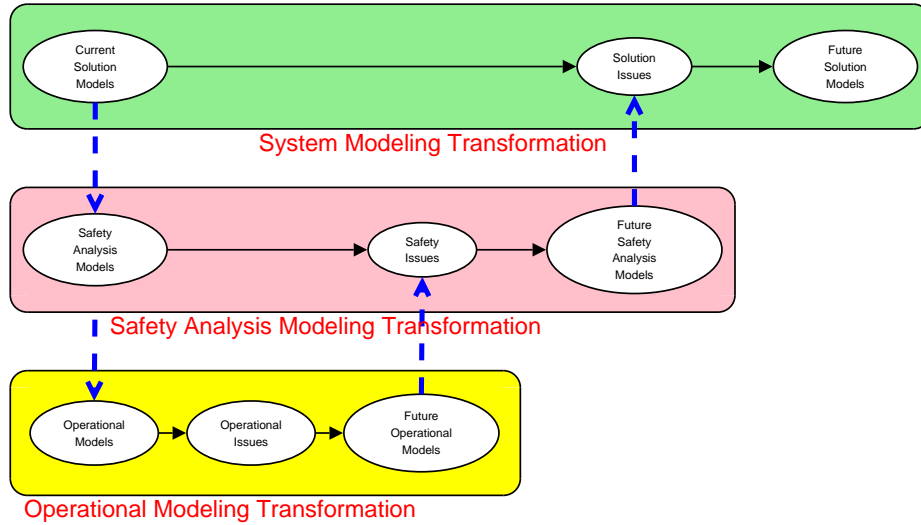 Current
Solution
Models
Solution
Issues
Future
Solution
Models
System Modeling Transformation
Safety
Analysis
Models
Safety
Issues
Future
Safety
Analysis
Models
Safety Analysis Modeling Transformation
Operational
Models
Operational
Issues
Future
Operational
Models
Operational Modeling Transformation